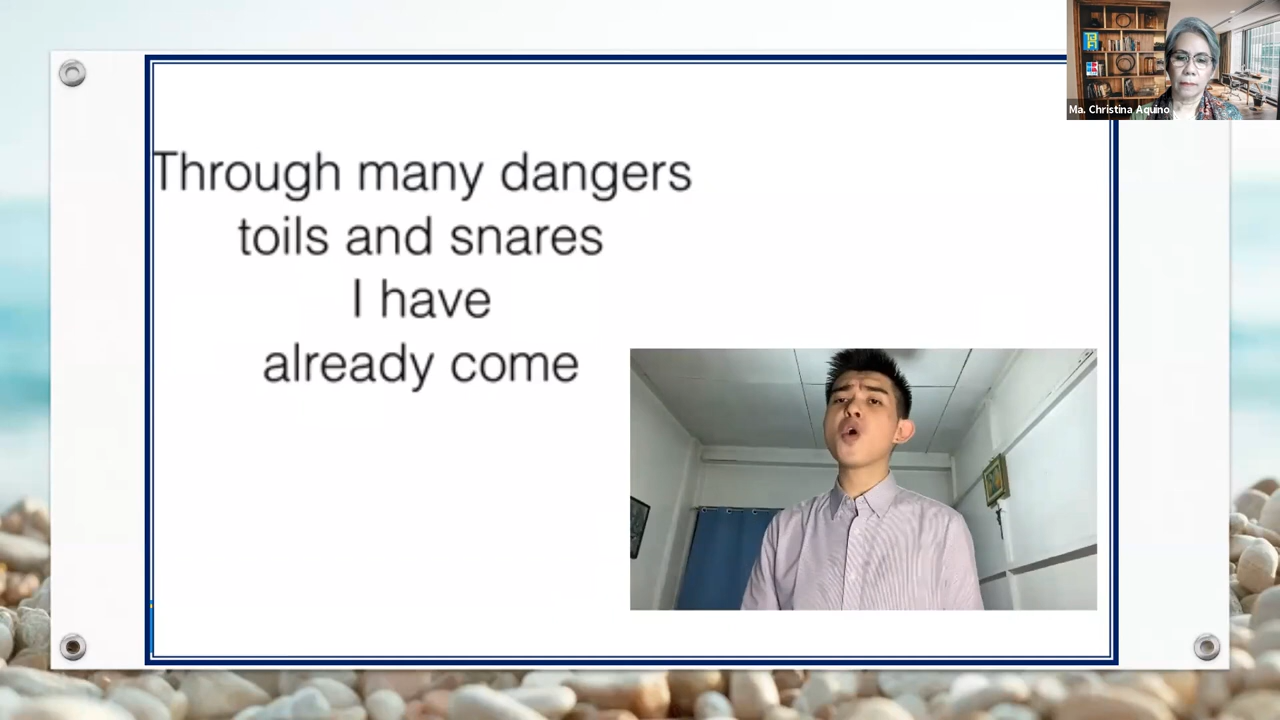 Through many dangers
toils and snares
I have
already come
Ma. Christina Aquino